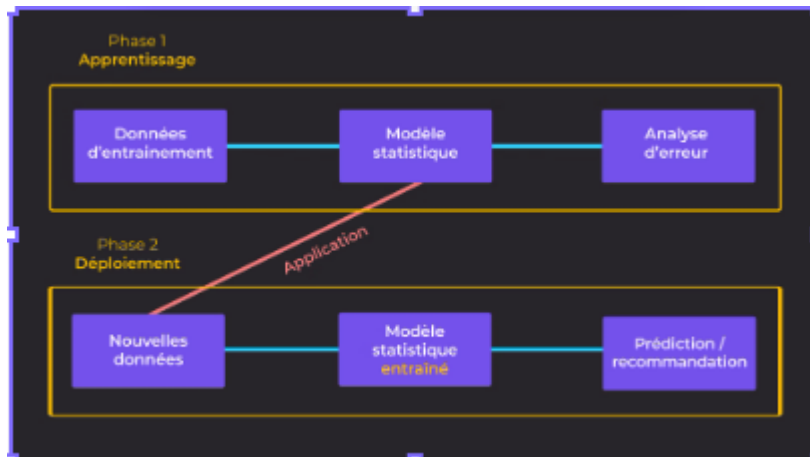 Phase 1
Apprentissage
Données
d'entrainement
Modèle
statistique
Analyse
d'erreur
Application
Phase 2
Déploiement
Nouvelles
données
Modèle
statistique
entraîné
Prédiction /
recommandation